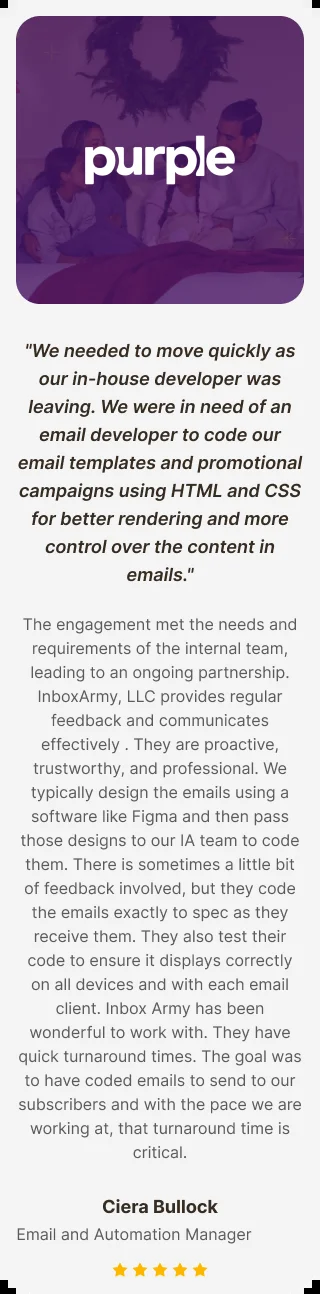 purple
"We needed to move quickly as
our in-house developer was
leaving. We were in need of an
email developer to code our
email templates and promotional
campaigns using HTML and CSS
for better rendering and more
control over the content in
emails."
The engagement met the needs and
requirements of the internal team,
leading to an ongoing partnership.
InboxArmy, LLC provides regular
feedback and communicates
effectively . They are proactive,
trustworthy, and professional. We
typically design the emails using a
software like Figma and then pass
those designs to our IA team to code
them. There is sometimes a little bit
of feedback involved, but they code
the emails exactly to spec as they
receive them. They also test their
code to ensure it displays correctly
on all devices and with each email
client. Inbox Army has been
wonderful to work with. They have
quick turnaround times. The goal was
to have coded emails to send to our
subscribers and with the pace we are
working at, that turnaround time is
critical.
Ciera Bullock
Email and Automation Manager